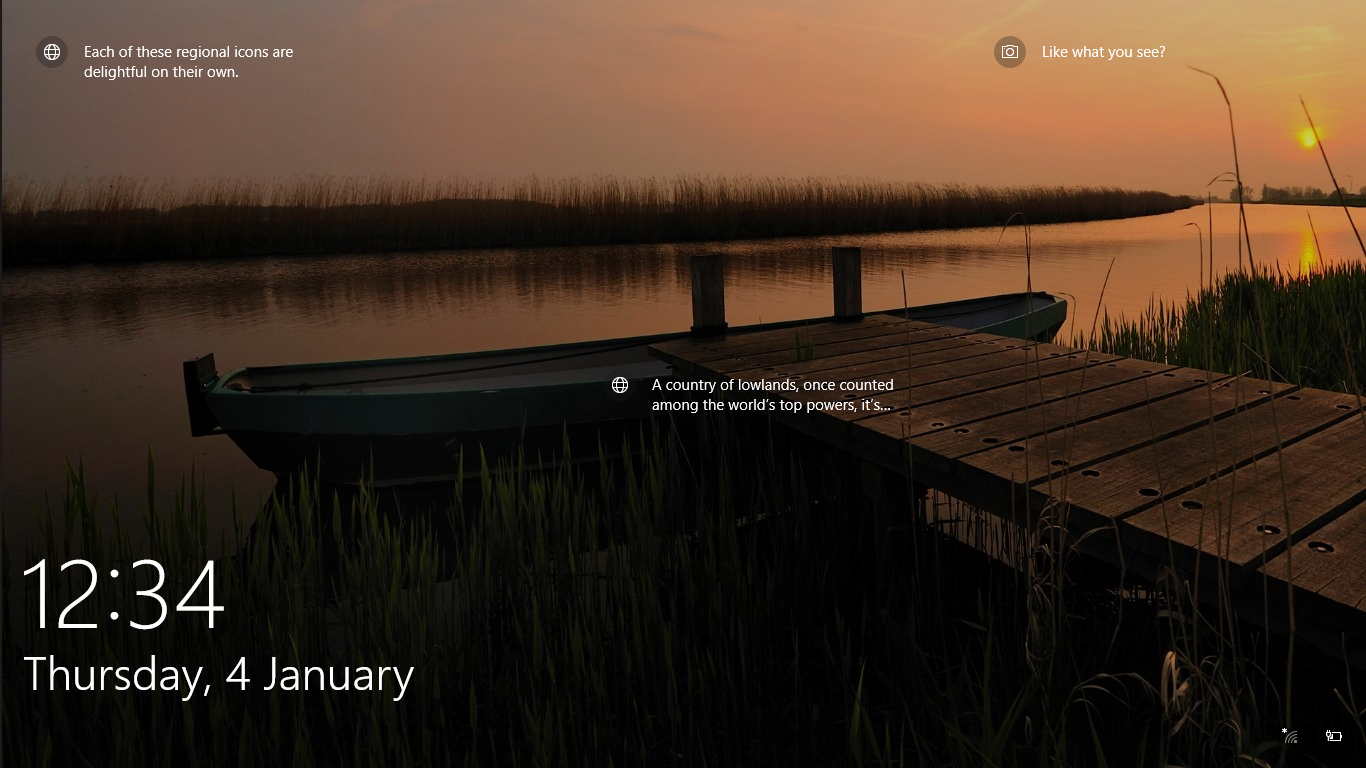 Each of these regional icons are
delightful on their own.
Like what you see?
A country of lowlands, once counted
among the world's top powers, it's...
12:34
Thursday, 4 January